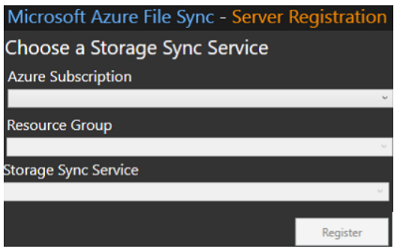 Microsoft Azure File Sync - Server Registration
Choose a Storage Sync Service
Azure Subscription
Resource Group
Storage Sync Service
Register